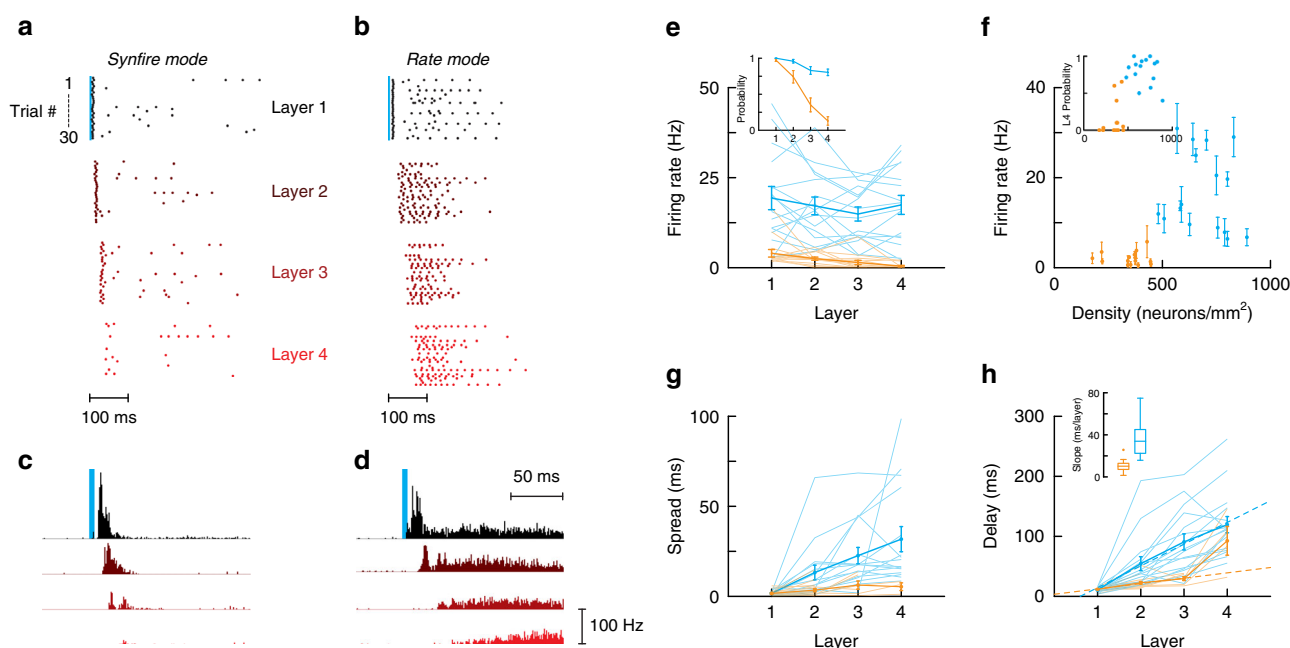 a
Synfire mode
1
Trial #
30
Layer 1
Layer 2
Layer 3
Layer 4
100 ms
b
Rate mode
100 ms
c
d
50 ms
100 Hz
e
50
25
0
Firing rate (Hz)
1 2 3 4
Layer
1
0
Probability
1 2 3 4
f
40
20
0
Firing rate (Hz)
0 500 1000
Density (neurons/mm²)
1
0
L4 Probability
0 1000
g
100
50
0
Spread (ms)
1 2 3 4
Layer
h
300
200
100
0
Delay (ms)
1 2 3 4
Layer
80
40
0
Slope (ms/layer)